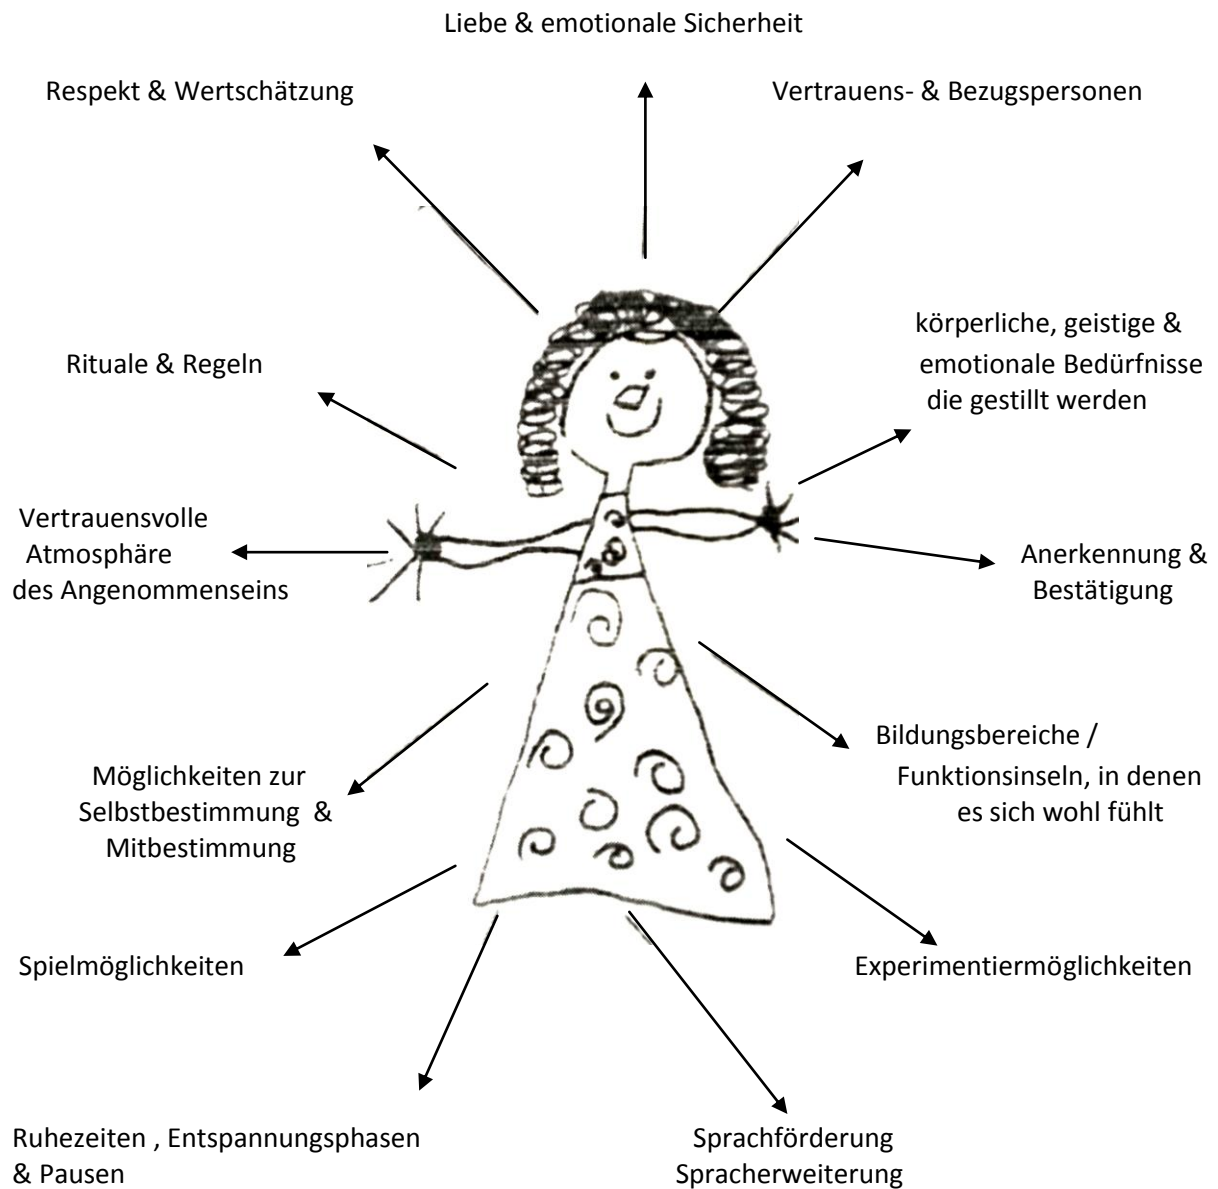 Liebe & emotionale Sicherheit
Respekt & Wertschätzung
Vertrauens- & Bezugspersonen
körperliche, geistige &
emotionale Bedürfnisse
die gestillt werden
Rituale & Regeln
Vertrauensvolle
Atmosphäre
des Angenommenseins
Anerkennung &
Bestätigung
Bildungsbereiche /
Funktionsinseln, in denen
es sich wohl fühlt
Möglichkeiten zur
Selbstbestimmung &
Mitbestimmung
Spielmöglichkeiten
Experimentiermöglichkeiten
Ruhezeiten , Entspannungsphasen
& Pausen
Sprachförderung
Spracherweiterung